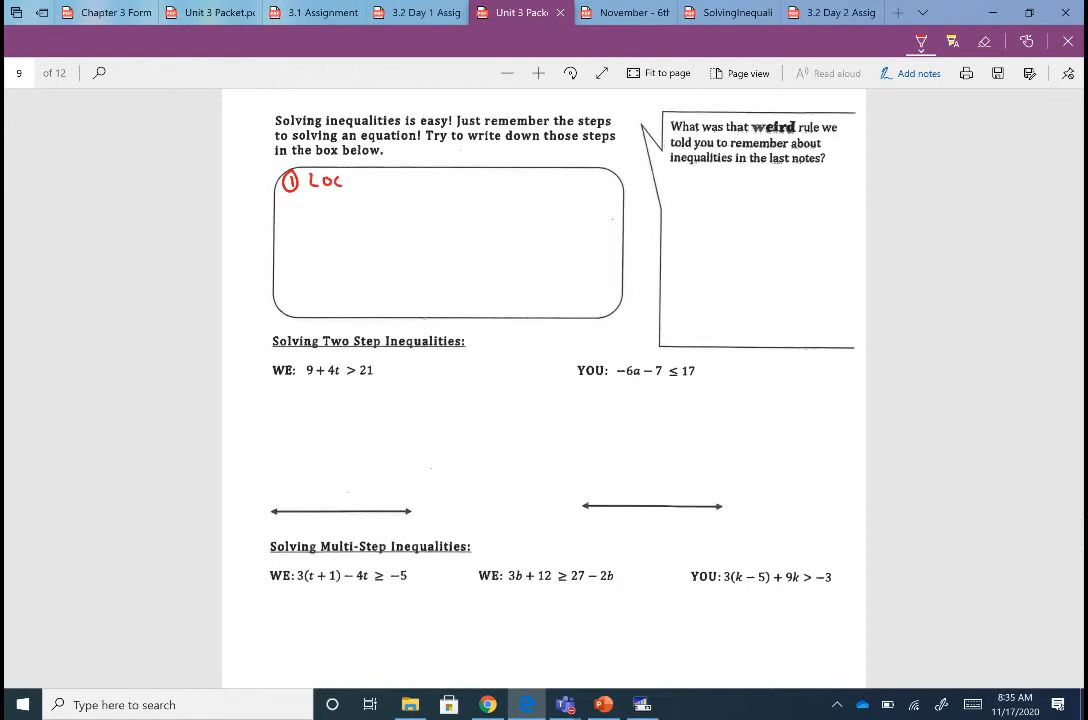 Chapter 3 Form
Unit 3 Packet.pc
3.1 Assignment
3.2 Day 1 Assig
Unit 3 Pack
November - 6th
SolvingInequali
3.2 Day 2 Assig
9 of 12
Fit to page
Page view
Read aloud
Add notes
Solving inequalities is easy! Just remember the steps
to solving an equation! Try to write down those steps
in the box below.
① LOC
What was that weird rule we
told you to remember about
inequalities in the last notes?
Solving Two Step Inequalities:
WE: 9 + 4t > 21
YOU: −6a − 7 ≤ 17
Solving Multi-Step Inequalities:
WE: 3(t + 1) − 4t ≥ −5
WE: 3b + 12 ≥ 27 − 2b
YOU: 3(k − 5) + 9k > −3
Type here to search
8:35 AM
11/17/2020